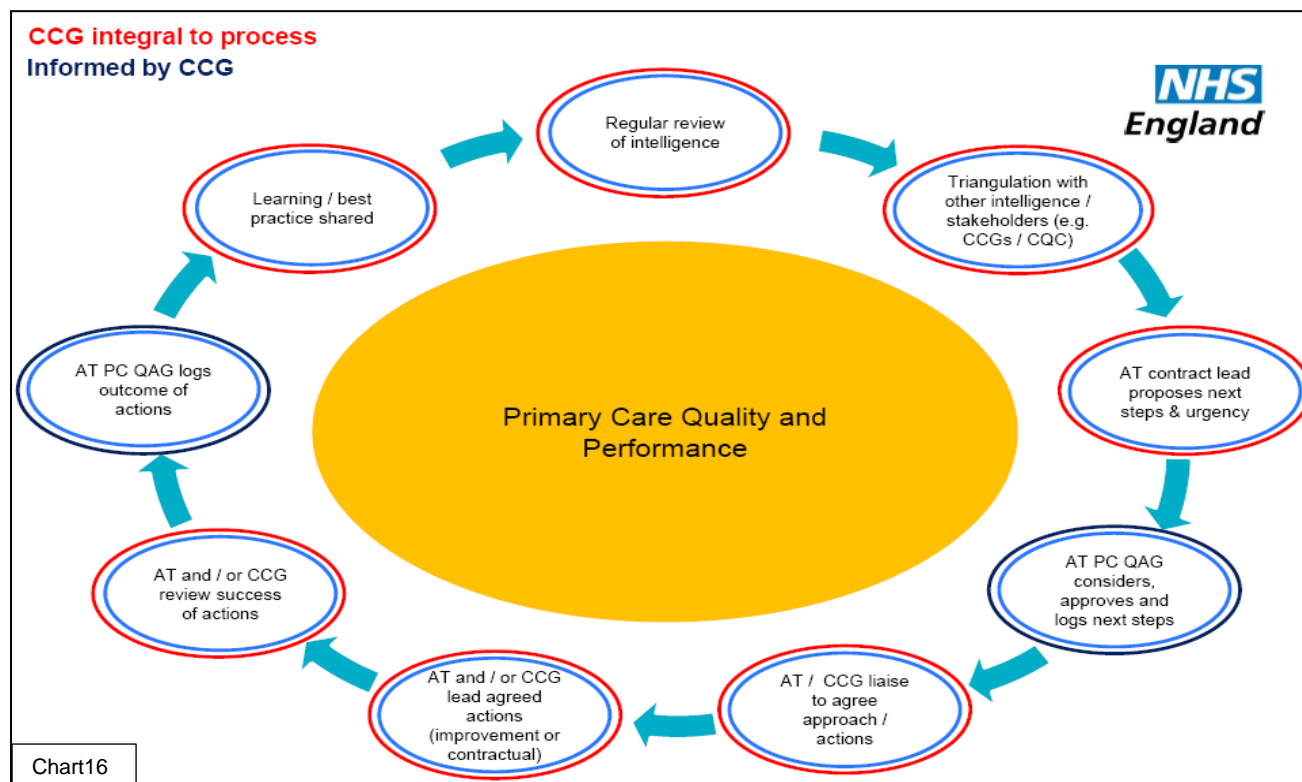 CCG integral to process
Informed by CCG
NHS
England
Regular review
of intelligence
Triangulation with
other intelligence /
stakeholders (e.g.
CCGs / CQC)
AT contract lead
proposes next
steps & urgency
AT PC QAG
considers,
approves and
logs next steps
AT / CCG liaise
to agree
approach /
actions
AT and / or CCG
lead agreed
actions
(improvement or
contractual)
AT and / or CCG
review success
of actions
AT PC QAG logs
outcome of
actions
Learning / best
practice shared
Primary Care Quality and
Performance
Chart16